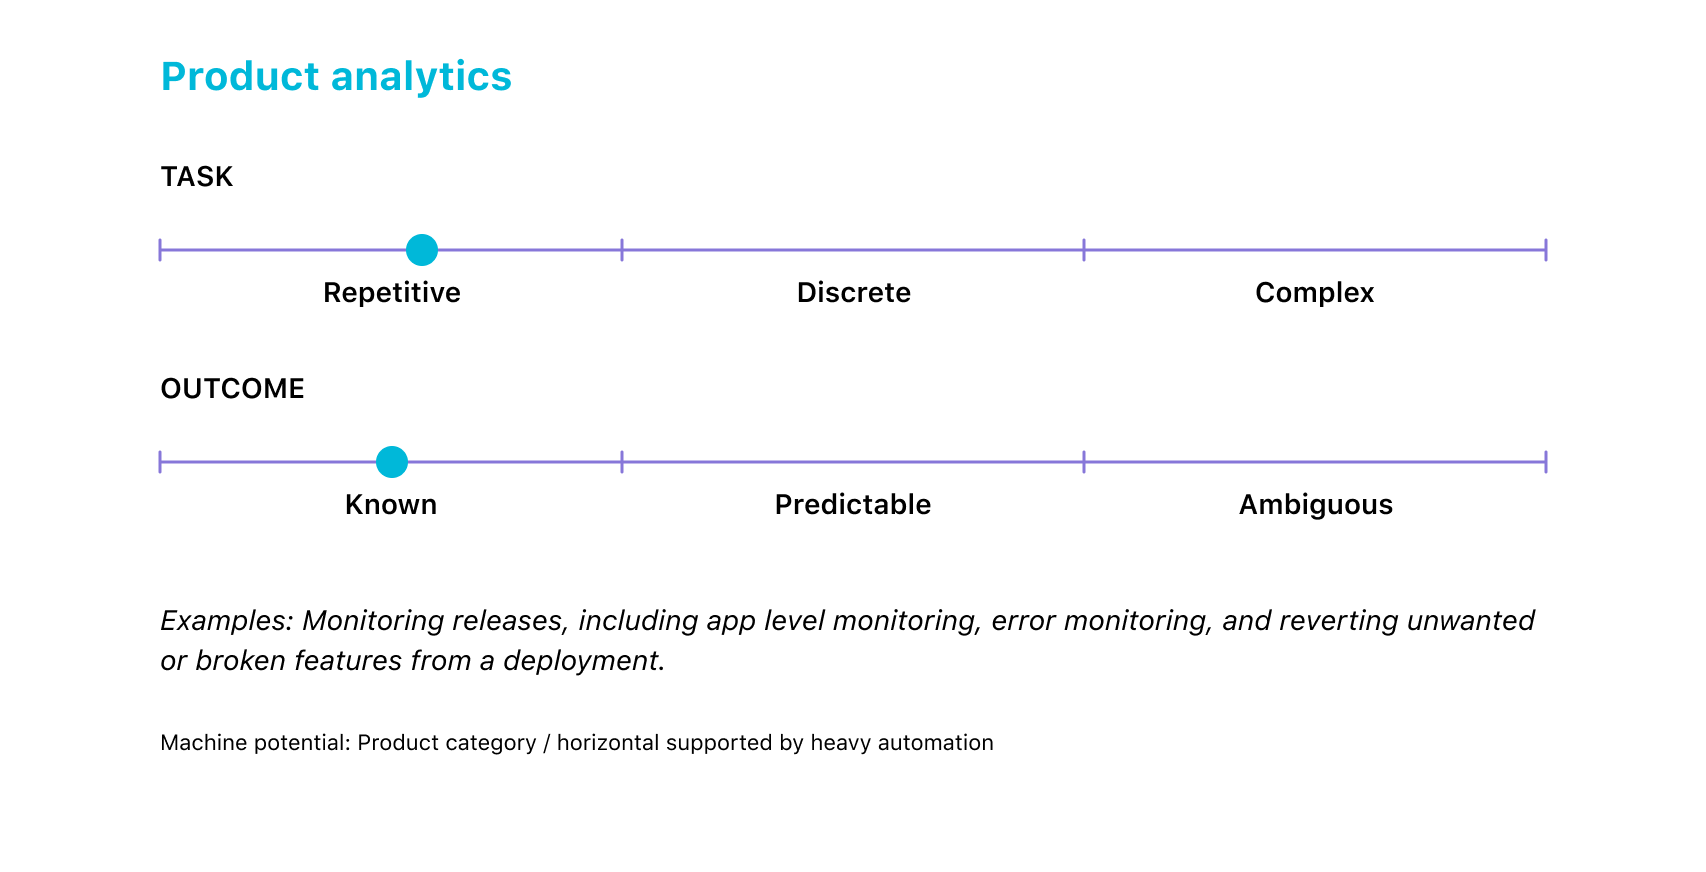 Product analytics
TASK
Repetitive
Discrete
Complex
OUTCOME
Known
Predictable
Ambiguous
Examples: Monitoring releases, including app level monitoring, error monitoring, and reverting unwanted
or broken features from a deployment.
Machine potential: Product category / horizontal supported by heavy automation